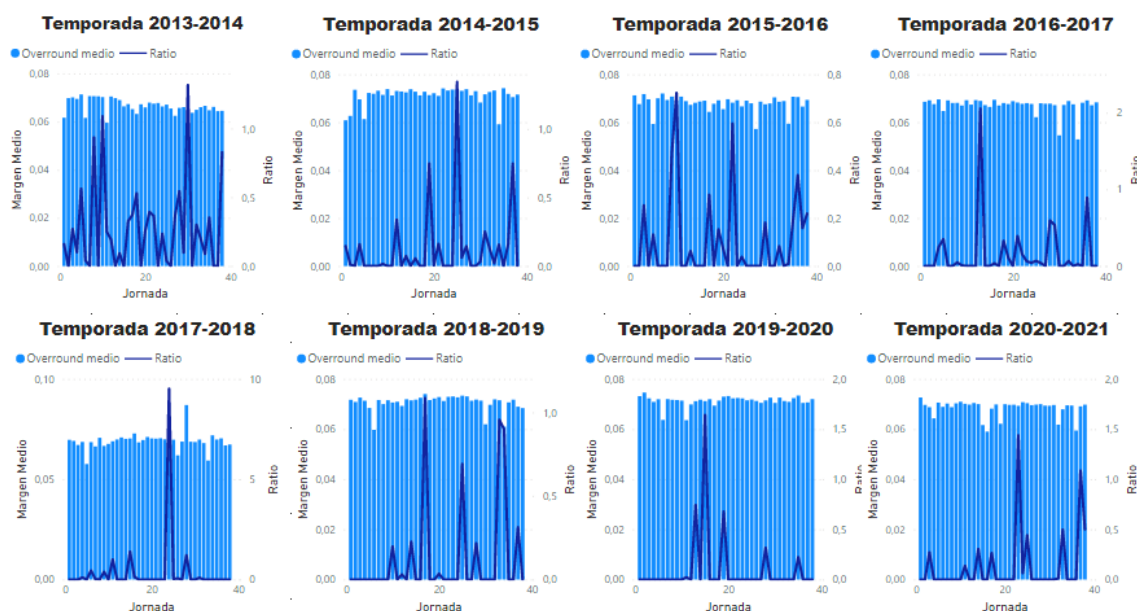 Temporada 2013-2014
Overround medio Ratio
0,08
0,06
0,04
0,02
0,00
Margen Medio
1,0
0,5
0,0
Ratio
0 20 40
Jornada
Temporada 2014-2015
Overround medio Ratio
0,08
0,06
0,04
0,02
0,00
Margen Medio
1,0
0,5
0,0
Ratio
0 20 40
Jornada
Temporada 2015-2016
Overround medio Ratio
0,08
0,06
0,04
0,02
0,00
Margen Medio
0,8
0,6
0,4
0,2
0,0
Ratio
0 20 40
Jornada
Temporada 2016-2017
Overround medio Ratio
0,08
0,06
0,04
0,02
0,00
Margen Medio
2
1
0
Ratio
0 20 40
Jornada
Temporada 2017-2018
Overround medio Ratio
0,10
0,05
0,00
Margen Medio
10
5
0
Ratio
0 20 40
Jornada
Temporada 2018-2019
Overround medio Ratio
0,08
0,06
0,04
0,02
0,00
Margen Medio
1,0
0,5
0,0
Ratio
0 20 40
Jornada
Temporada 2019-2020
Overround medio Ratio
0,08
0,06
0,04
0,02
0,00
Margen Medio
2,0
1,5
1,0
0,5
0,0
Ratio
0 20 40
Jornada
Temporada 2020-2021
Overround medio Ratio
0,08
0,06
0,04
0,02
0,00
Margen Medio
2,0
1,5
1,0
0,5
0,0
Ratio
0 20 40
Jornada